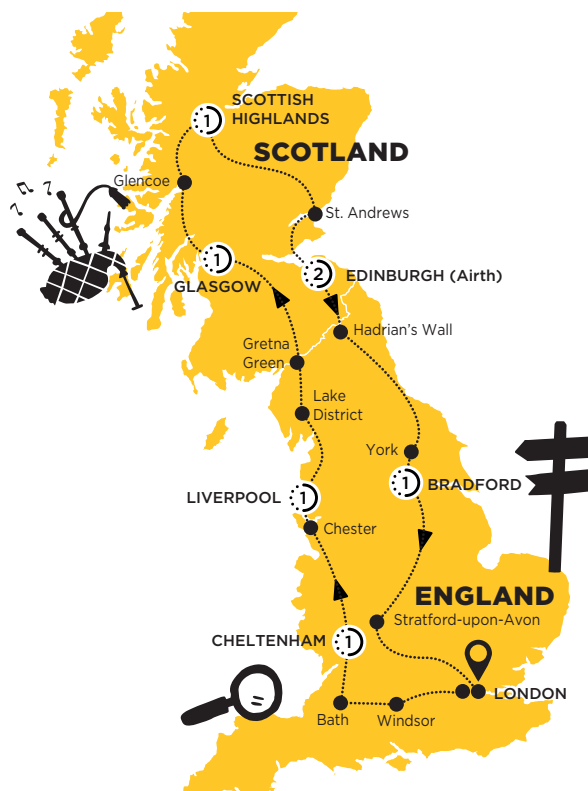 SCOTTISH
HIGHLANDS
1
SCOTLAND
Glencoe
St. Andrews
1
GLASGOW
2
EDINBURGH (Airth)
Hadrian's Wall
Gretna
Green
Lake
District
York
1
BRADFORD
LIVERPOOL
1
Chester
ENGLAND
Stratford-upon-Avon
CHELTENHAM
1
LONDON
Bath
Windsor